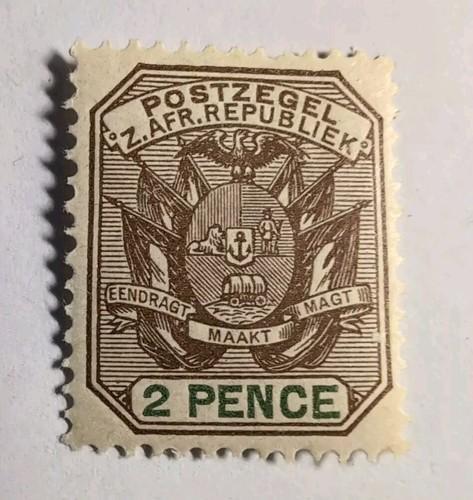 POSTZEGEL
Z.AFR.REPUBLIEK
EENDRAGT MAAKT MAGT
2 PENCE